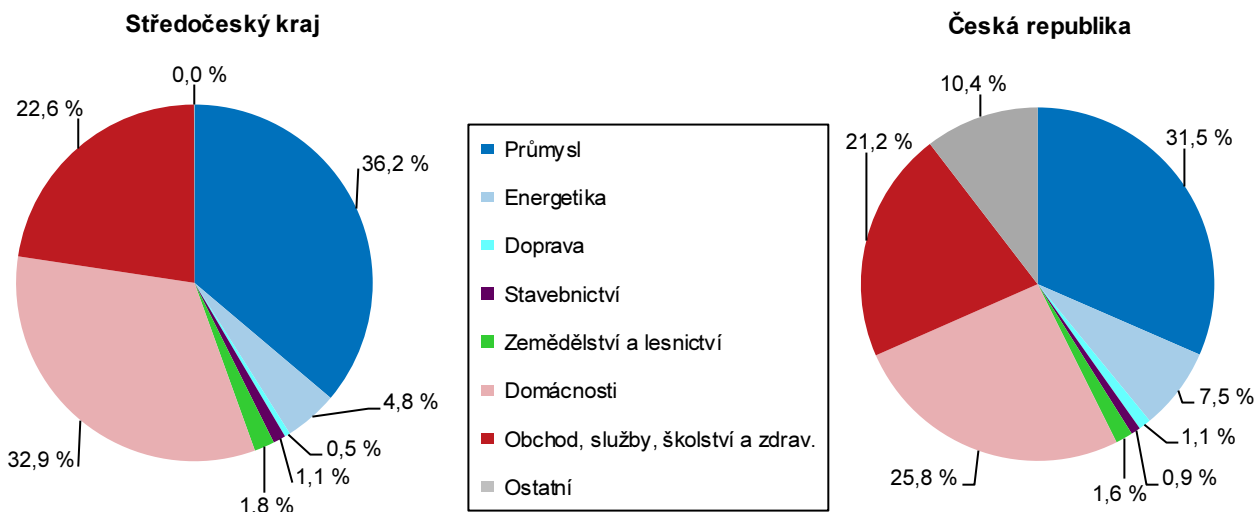 Středočeský kraj
0,0 %
22,6 %
36,2 %
4,8 %
0,5 %
1,1 %
1,8 %
32,9 %
Průmysl
Energetika
Doprava
Stavebnictví
Zemědělství a lesnictví
Domácnosti
Obchod, služby, školství a zdrav.
Ostatní
Česká republika
10,4 %
21,2 %
31,5 %
7,5 %
1,1 %
0,9 %
1,6 %
25,8 %